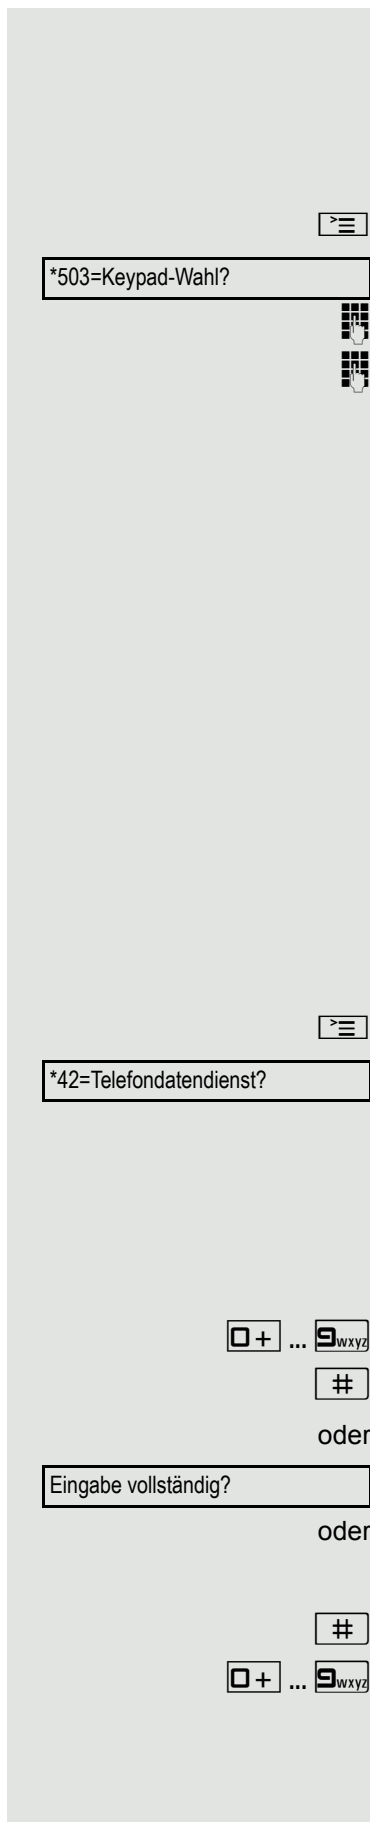 *503=Keypad-Wahl?
*42=Telefondatendienst?
0+ ... 9wxyz
#
oder
Eingabe vollständig?
oder
#
0+ ... 9wxyz